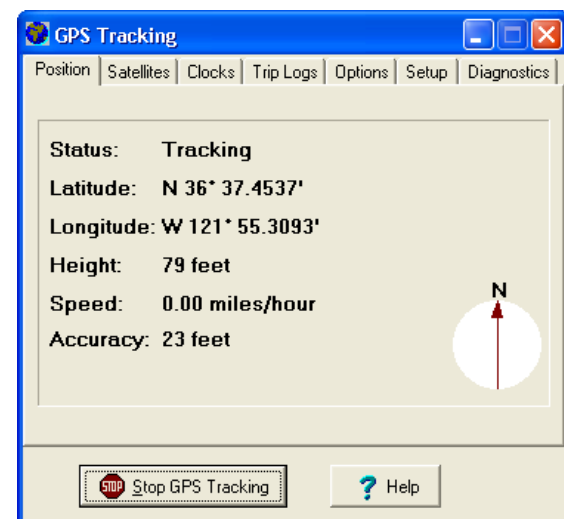 GPS Tracking
Position Satellites Clocks Trip Logs Options Setup Diagnostics
Status: Tracking
Latitude: N 36° 37.4537'
Longitude: W 121° 55.3093'
Height: 79 feet
Speed: 0.00 miles/hour
Accuracy: 23 feet
N
STOP Stop GPS Tracking ? Help